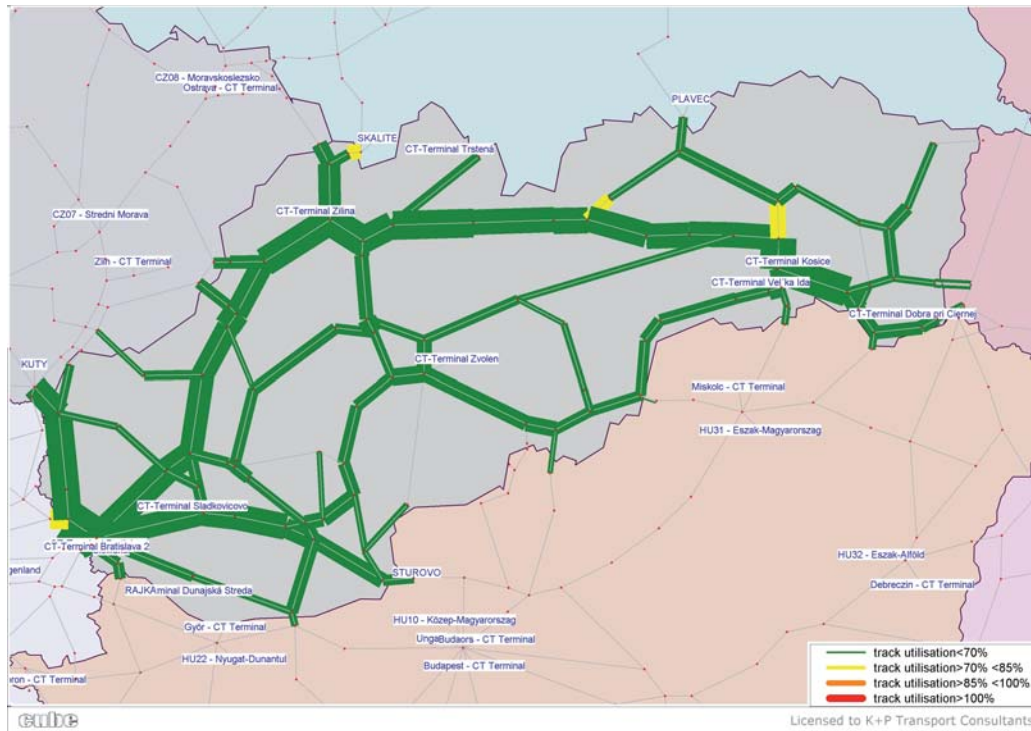 CZ08 - Moravskoslezsko
Ostrava - CT Terminal
PLAVEC
SKALITE
CT-Terminal Trstená
CZ07 - Stredni Morava
CT-Terminal Zilina
Zlin - CT Terminal
CT-Terminal Kosice
CT-Terminal Vel'ka Ida
CT-Terminal Dobra pri Ciernej
KUTY
CT-Terminal Zvolen
Miskolc - CT Terminal
HU31 - Eszak-Magyarorszag
CT-Terminal Sladkovicovo
CT-Terminal Bratislava 2
HU32 - Eszak-Alföld
genland
STUROVO
Debreczin - CT Terminal
RAJKA
minal Dunajská Streda
HU10 - Közep-Magyarorszag
Györ - CT Terminal
Unga
Budaors - CT Terminal
HU22 - Nyugat-Dunantul
Budapest - CT Terminal
oron - CT Terminal
track utilisation<70%
track utilisation>70% <85%
track utilisation>85% <100%
track utilisation>100%
cube
Licensed to K+P Transport Consultants